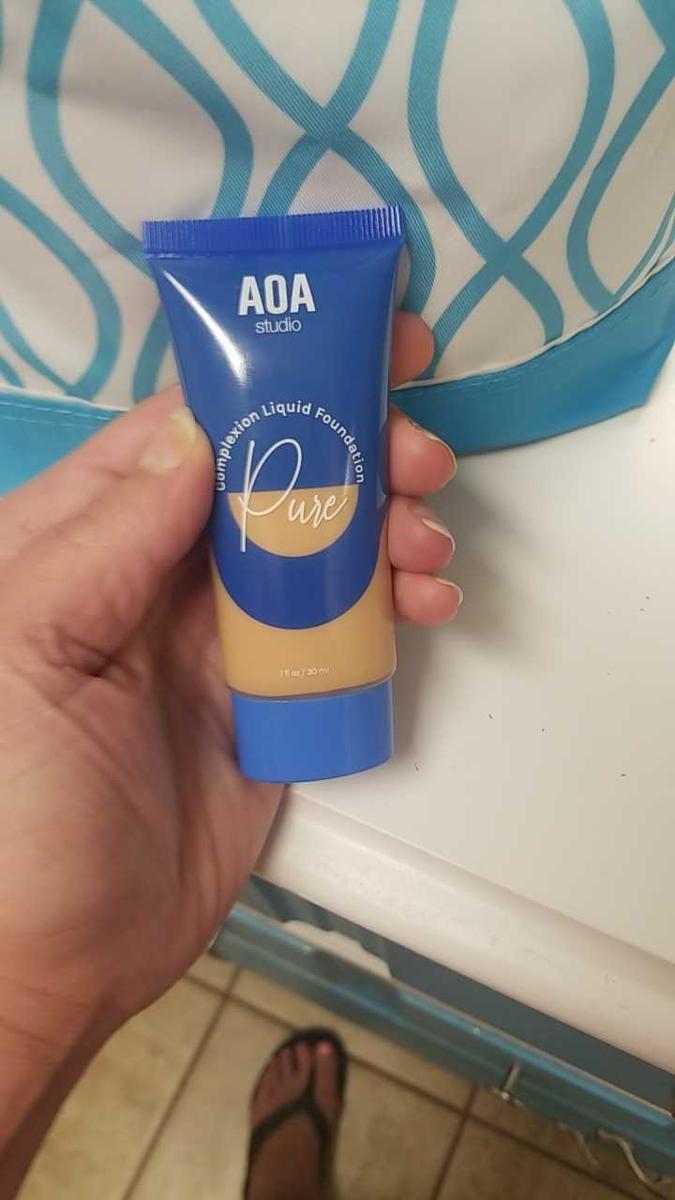 AOA
studio
Complexion Liquid Foundation
Pure
1 fl oz / 30 ml